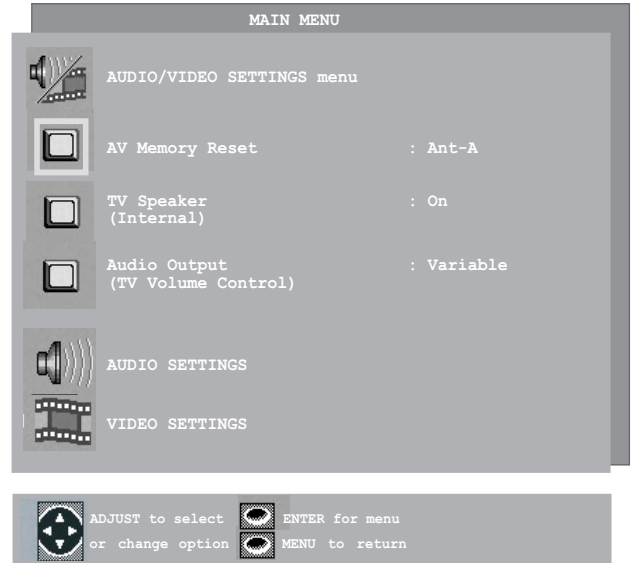 MAIN MENU
AUDIO/VIDEO SETTINGS menu
AV Memory Reset : Ant-A
TV Speaker : On
(Internal)
Audio Output : Variable
(TV Volume Control)
AUDIO SETTINGS
VIDEO SETTINGS
ADJUST to select ENTER for menu
or change option MENU to return